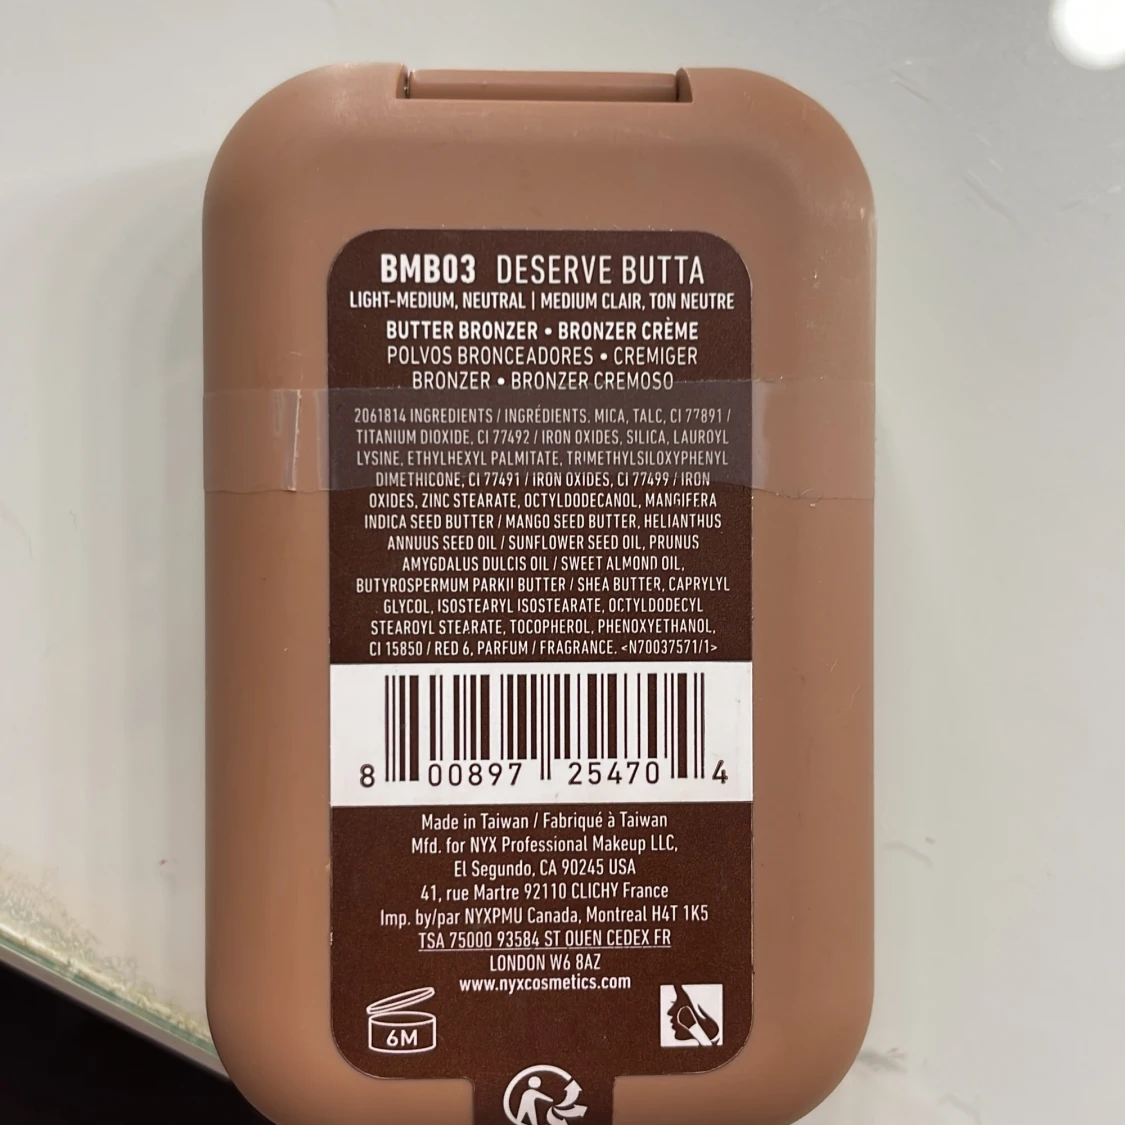 BMB03 DESERVE BUTTA
LIGHT-MEDIUM, NEUTRAL | MEDIUM CLAIR, TON NEUTRE
BUTTER BRONZER • BRONZER CRÈME
POLVOS BRONCEADORES • CREMIGER
BRONZER • BRONZER CREMOSO
2061814 INGREDIENTS / INGRÉDIENTS. MICA, TALC, CI 77891 /
TITANIUM DIOXIDE, CI 77492 / IRON OXIDES, SILICA, LAUROYL
LYSINE, ETHYLHEXYL PALMITATE, TRIMETHYLSILOXYPHENYL
DIMETHICONE, CI 77491 / IRON OXIDES, CI 77499 / IRON
OXIDES, ZINC STEARATE, OCTYLDODECANOL, MANGIFERA
INDICA SEED BUTTER / MANGO SEED BUTTER, HELIANTHUS
ANNUUS SEED OIL / SUNFLOWER SEED OIL, PRUNUS
AMYGDALUS DULCIS OIL / SWEET ALMOND OIL,
BUTYROSPERMUM PARKII BUTTER / SHEA BUTTER, CAPRYLYL
GLYCOL, ISOSTEARYL ISOSTEARATE, OCTYLDODECYL
STEAROYL STEARATE, TOCOPHEROL, PHENOXYETHANOL,
CI 15850 / RED 6, PARFUM / FRAGRANCE. <N70037571/1>
8 00897 25470 4
Made in Taiwan / Fabriqué à Taiwan
Mfd. for NYX Professional Makeup LLC,
El Segundo, CA 90245 USA
41, rue Martre 92110 CLICHY France
Imp. by/par NYXPMU Canada, Montreal H4T 1K5
TSA 75000 93584 ST OUEN CEDEX FR
LONDON W6 8AZ
www.nyxcosmetics.com
6M